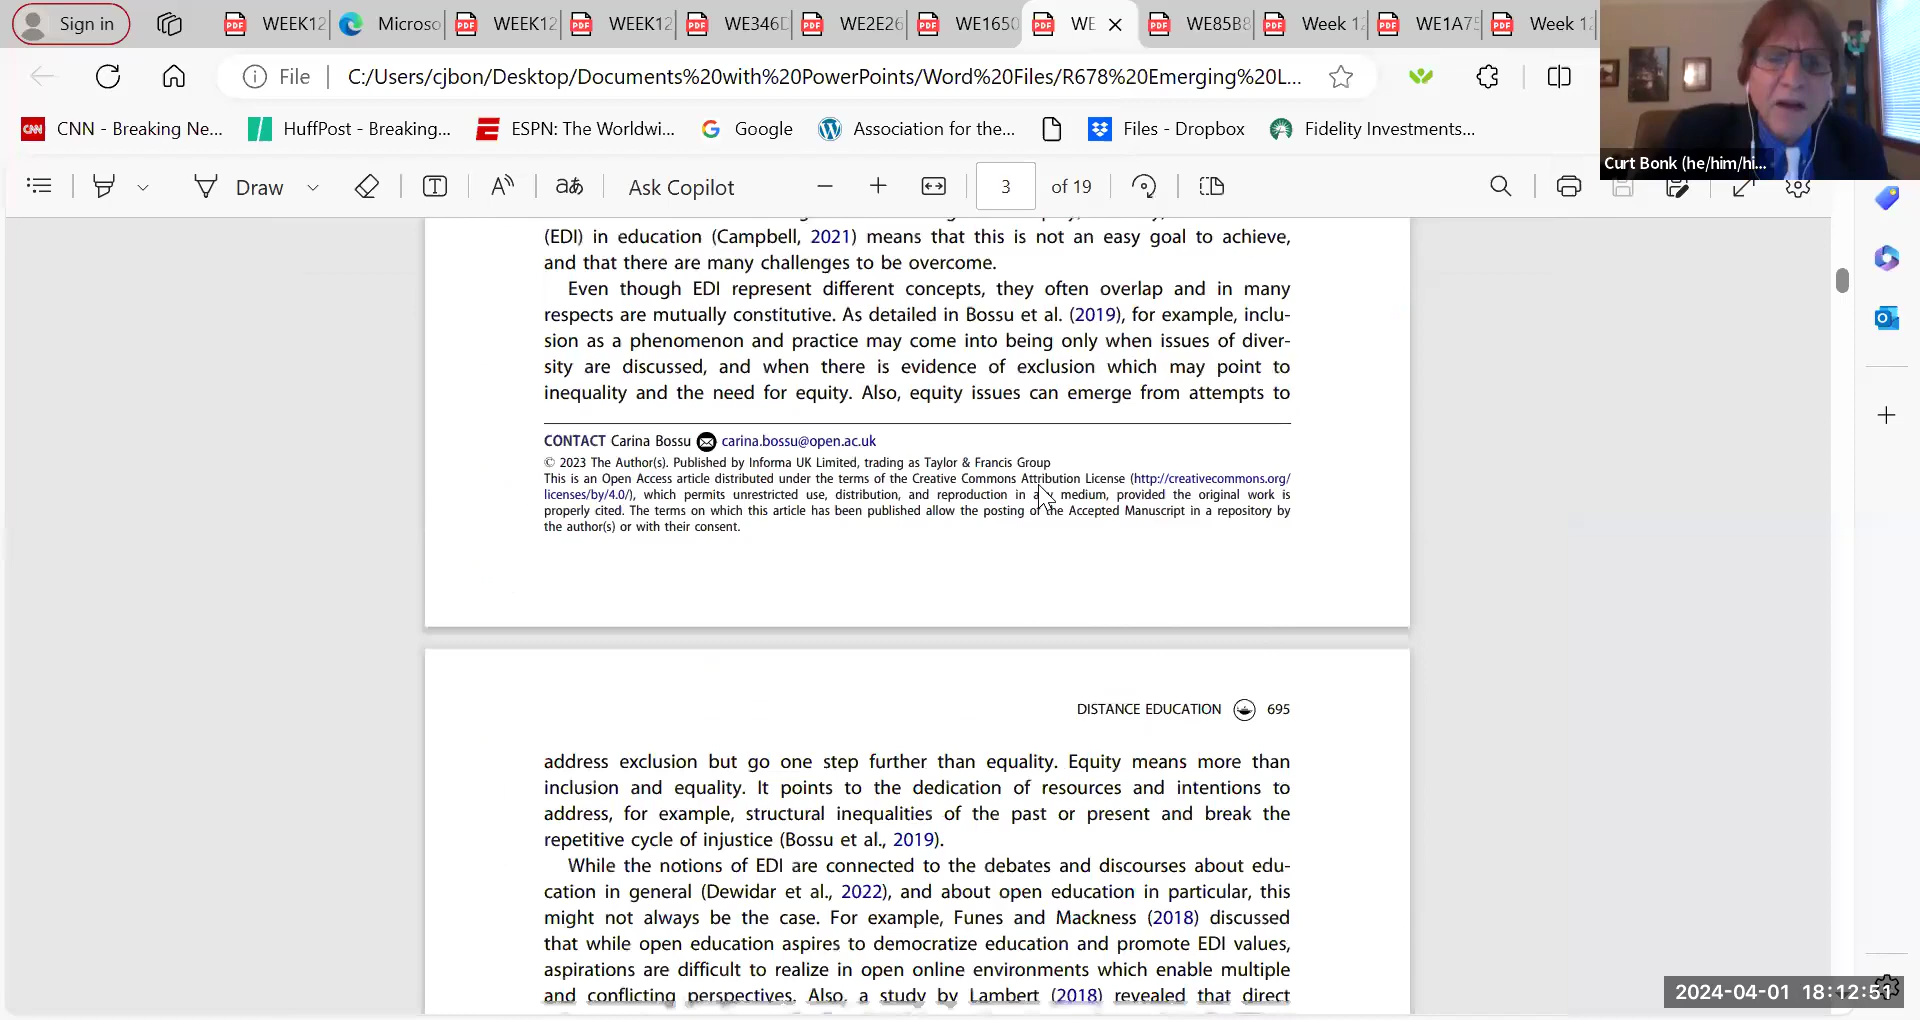 Sign in
WEEK12
Microso
WEEK12
WEEK12
WE346D
WE2E26
WE1650
WE
WE85B8
Week 12
WE1A75
Week 12
File
C:/Users/cjbon/Desktop/Documents%20with%20PowerPoints/Word%20Files/R678%20Emerging%20L...
CNN - Breaking Ne...
HuffPost - Breaking...
ESPN: The Worldwi...
Google
Association for the...
Files - Dropbox
Fidelity Investments...
Curt Bonk (he/him/hi...
Draw
Ask Copilot
3
of 19
(EDI) in education (Campbell, 2021) means that this is not an easy goal to achieve,
and that there are many challenges to be overcome.
Even though EDI represent different concepts, they often overlap and in many
respects are mutually constitutive. As detailed in Bossu et al. (2019), for example, inclu-
sion as a phenomenon and practice may come into being only when issues of diver-
sity are discussed, and when there is evidence of exclusion which may point to
inequality and the need for equity. Also, equity issues can emerge from attempts to
CONTACT Carina Bossu carina.bossu@open.ac.uk
© 2023 The Author(s). Published by Informa UK Limited, trading as Taylor & Francis Group
This is an Open Access article distributed under the terms of the Creative Commons Attribution License (http://creativecommons.org/
licenses/by/4.0/), which permits unrestricted use, distribution, and reproduction in any medium, provided the original work is
properly cited. The terms on which this article has been published allow the posting of the Accepted Manuscript in a repository by
the author(s) or with their consent.
DISTANCE EDUCATION 695
address exclusion but go one step further than equality. Equity means more than
inclusion and equality. It points to the dedication of resources and intentions to
address, for example, structural inequalities of the past or present and break the
repetitive cycle of injustice (Bossu et al., 2019).
While the notions of EDI are connected to the debates and discourses about edu-
cation in general (Dewidar et al., 2022), and about open education in particular, this
might not always be the case. For example, Funes and Mackness (2018) discussed
that while open education aspires to democratize education and promote EDI values,
aspirations are difficult to realize in open online environments which enable multiple
and conflicting perspectives. Also, a study by Lambert (2018) revealed that direct
2024-04-01 18:12:51